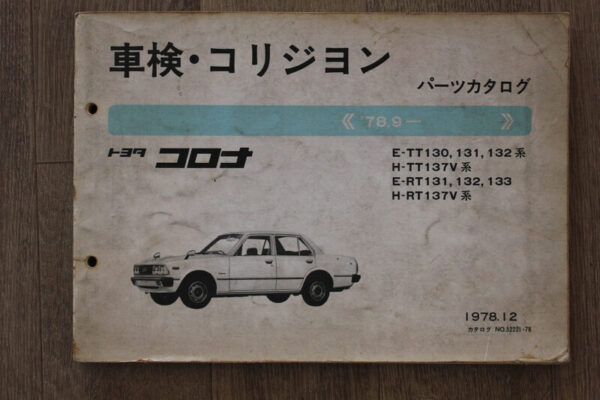 車検・コリジョン
パーツカタログ
《 '78.9— 》
トヨタ コロナ
E-TT130, 131, 132 系
H-TT137V 系
E-RT131, 132, 133
H-RT137V 系
1978.12
カタログ NO.52221-78